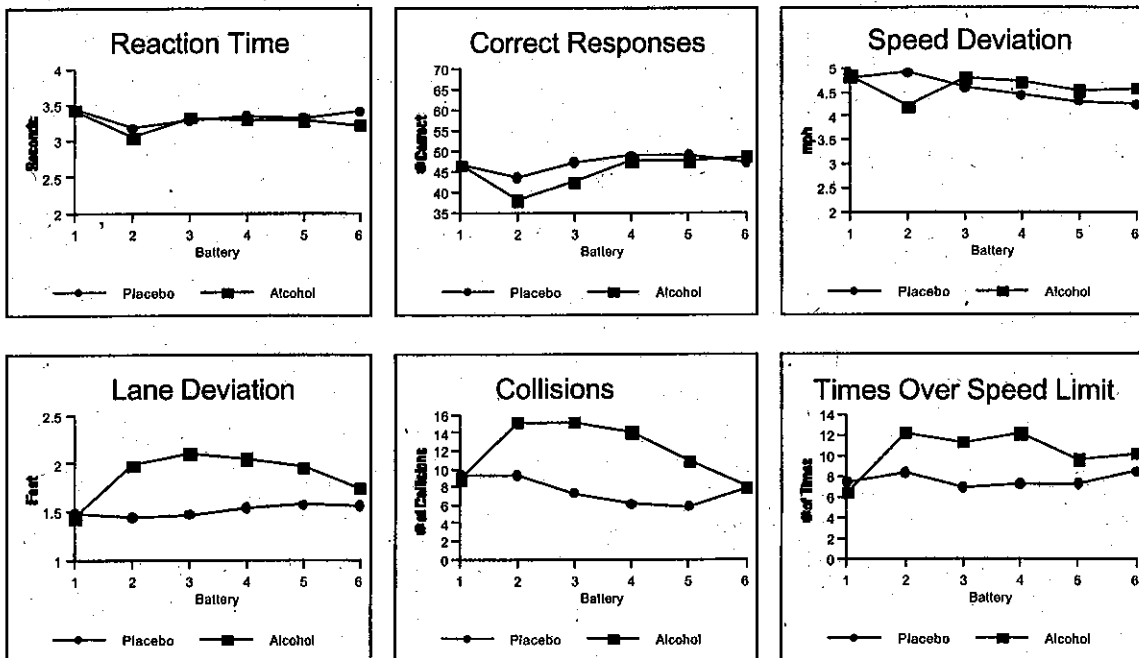 Reaction Time
4
3.5
3
2.5
2
Seconds
1 2 3 4 5 6
Battery
Placebo Alcohol
Correct Responses
70
65
60
55
50
45
40
35
# Correct
1 2 3 4 5 6
Battery
Placebo Alcohol
Speed Deviation
5
4.5
4
3.5
3
2.5
2
mph
1 2 3 4 5 6
Battery
Placebo Alcohol
Lane Deviation
2.5
2
1.5
1
Feet
1 2 3 4 5 6
Battery
Placebo Alcohol
Collisions
16
14
12
10
8
6
4
2
0
# of Collisions
1 2 3 4 5 6
Battery
Placebo Alcohol
Times Over Speed Limit
14
12
10
8
6
4
2
0
# of Times
1 2 3 4 5 6
Battery
Placebo Alcohol